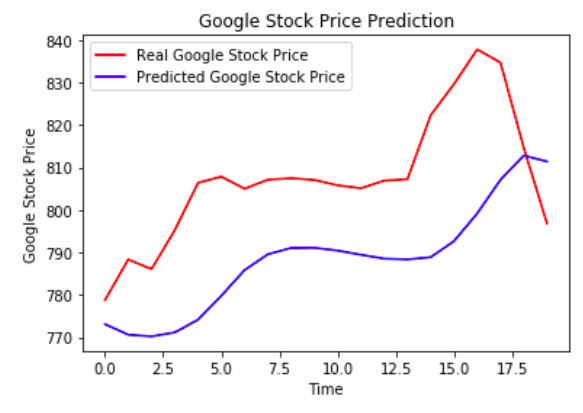 Google Stock Price Prediction
Real Google Stock Price
Predicted Google Stock Price
Google Stock Price
840
830
820
810
800
790
780
770
0.0 2.5 5.0 7.5 10.0 12.5 15.0 17.5
Time